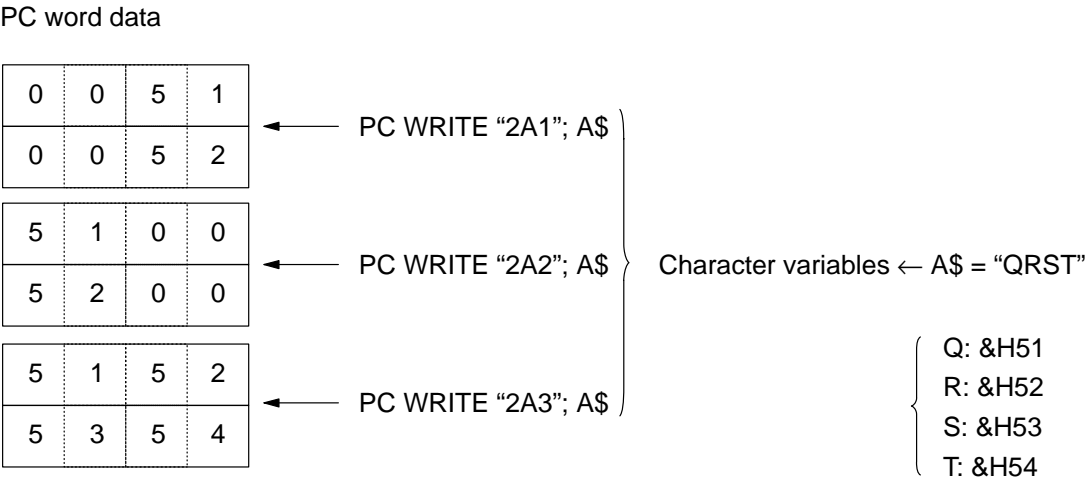 PC word data
0 0 5 1
PC WRITE “2A1”; A$
0 0 5 2
5 1 0 0
PC WRITE “2A2”; A$
Character variables ← A$ = “QRST”
5 2 0 0
5 1 5 2
PC WRITE “2A3”; A$
5 3 5 4
Q: &H51
R: &H52
S: &H53
T: &H54